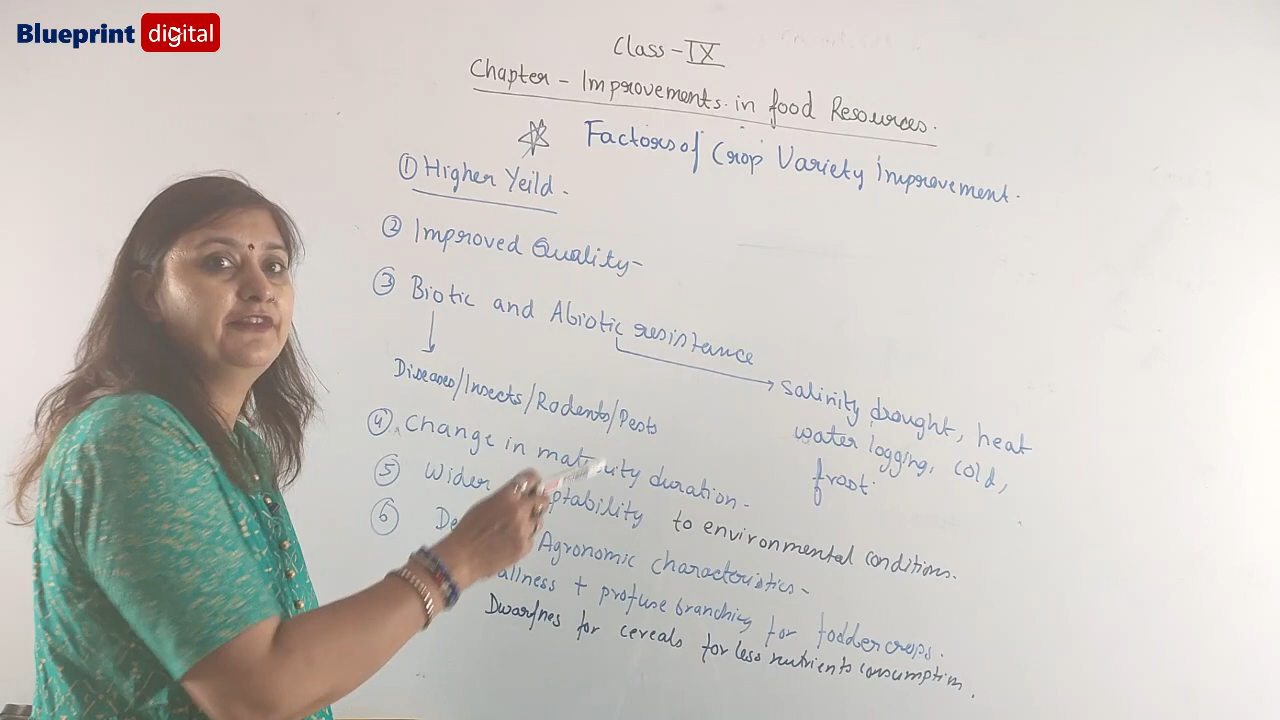 Blueprint digital
Class - IX
Chapter - Improvements in food Resources.
Factors of Crop Variety improvement.
① Higher Yeild -
② Improved Quality -
③ Biotic and Abiotic resistance
Diseases/Insects/Rodents/Pests
salinity drought, heat
water logging, cold,
frost.
④ Change in maturity duration -
⑤ Wider to environmental conditions.
⑥ Agronomic characteristics -
+ profuse branching for fodder crops.
Dwarfnes for cereals for less nutrients consumption.